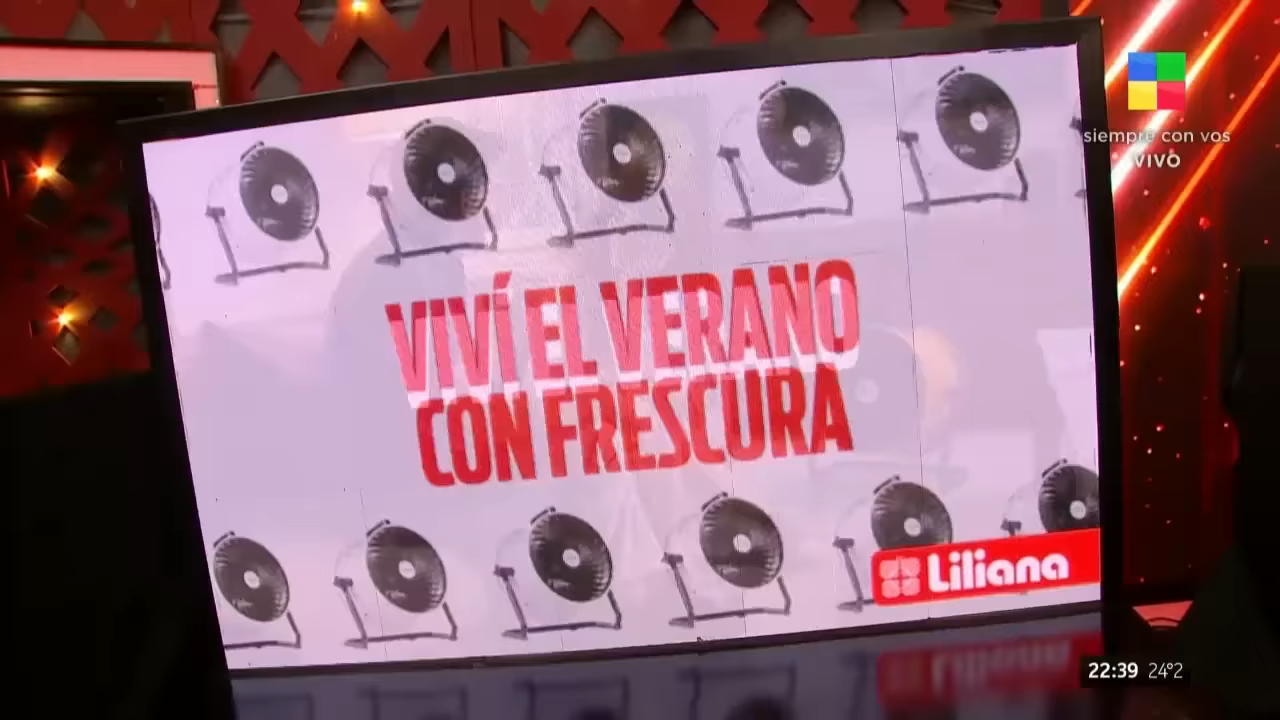 siempre con vos
VIVO
VIVÍ EL VERANO
CON FRESCURA
Liliana
22:39 24°2